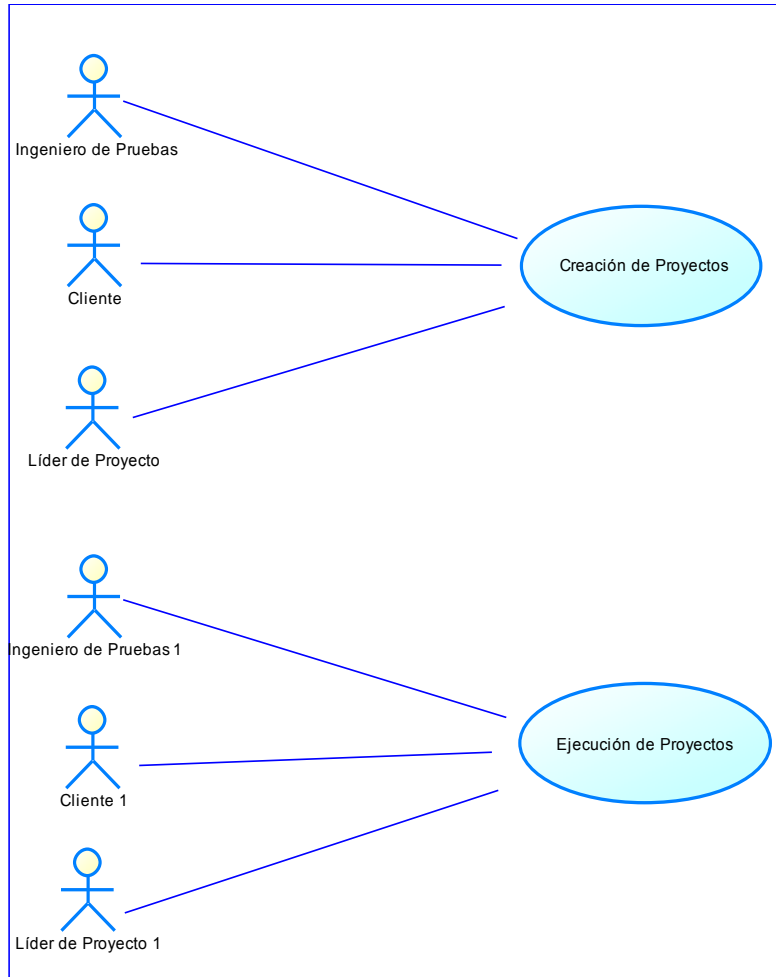 Ingeniero de Pruebas
Cliente
Creación de Proyectos
Líder de Proyecto
Ingeniero de Pruebas 1
Cliente 1
Ejecución de Proyectos
Líder de Proyecto 1